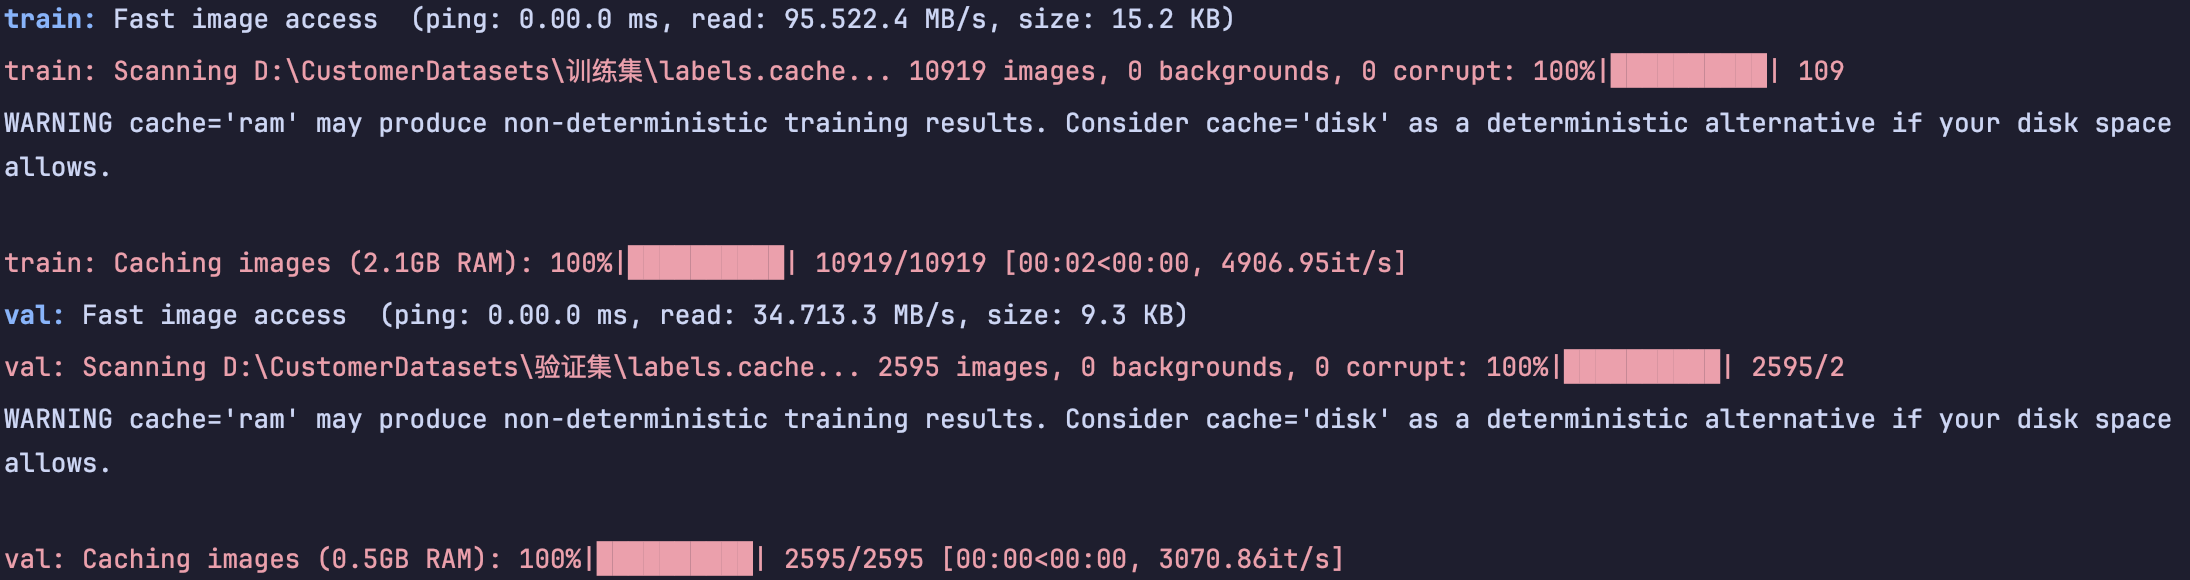 train: Fast image access  (ping: 0.00.0 ms, read: 95.522.4 MB/s, size: 15.2 KB)
train: Scanning D:\CustomerDatasets\训练集\labels.cache... 10919 images, 0 backgrounds, 0 corrupt: 100%|██████████| 109
WARNING cache='ram' may produce non-deterministic training results. Consider cache='disk' as a deterministic alternative if your disk space
allows.
train: Caching images (2.1GB RAM): 100%|██████████| 10919/10919 [00:02<00:00, 4906.95it/s]
val: Fast image access  (ping: 0.00.0 ms, read: 34.713.3 MB/s, size: 9.3 KB)
val: Scanning D:\CustomerDatasets\验证集\labels.cache... 2595 images, 0 backgrounds, 0 corrupt: 100%|██████████| 2595/2
WARNING cache='ram' may produce non-deterministic training results. Consider cache='disk' as a deterministic alternative if your disk space
allows.
val: Caching images (0.5GB RAM): 100%|██████████| 2595/2595 [00:00<00:00, 3070.86it/s]